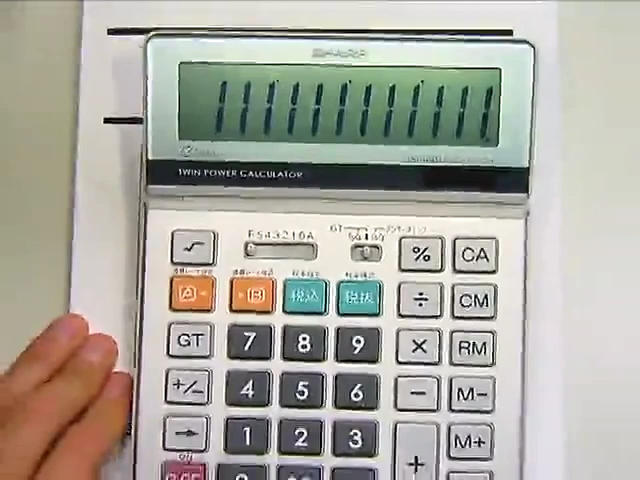 SHARP
111111111111.
TWIN POWER CALCULATOR
F543210A
GT
√ % CA
A B 税込 税抜 ÷ CM
GT 7 8 9 × RM
+/− 4 5 6 − M−
→ 1 2 3 + M+